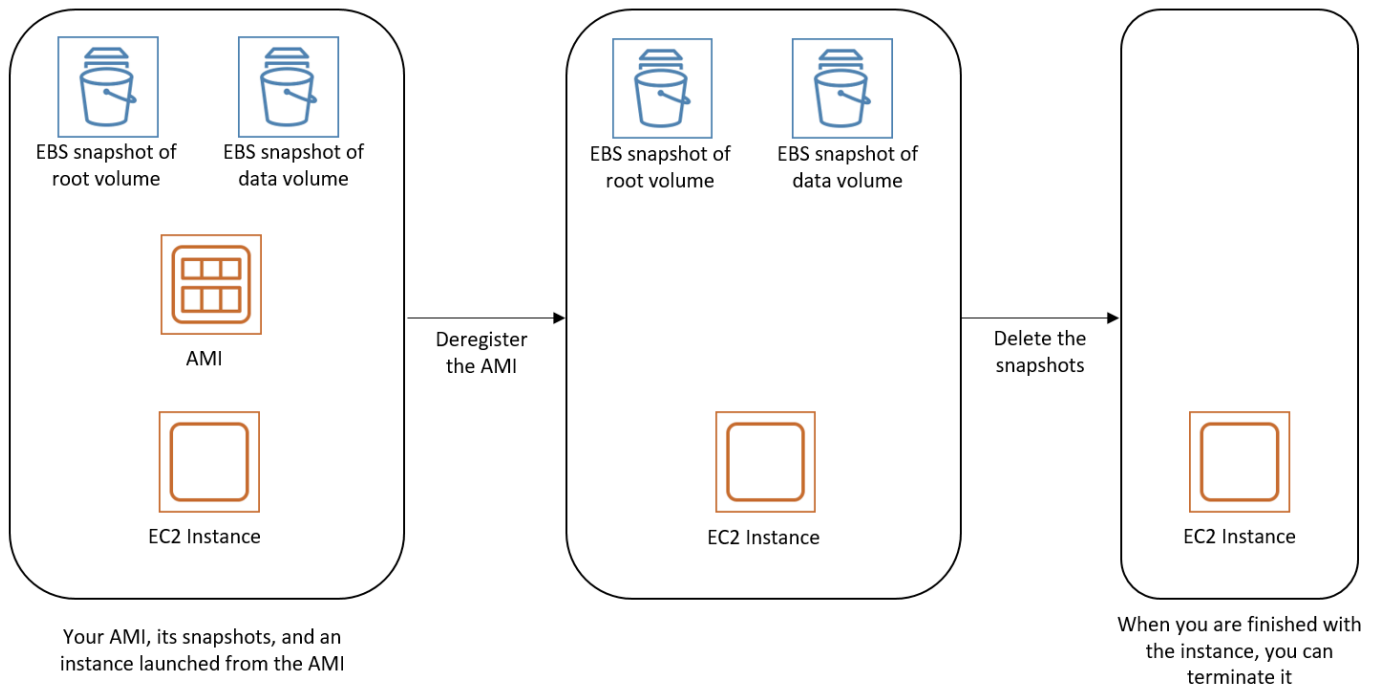 EBS snapshot of
root volume
EBS snapshot of
data volume
AMI
EC2 Instance
Your AMI, its snapshots, and an
instance launched from the AMI
Deregister
the AMI
EBS snapshot of
root volume
EBS snapshot of
data volume
EC2 Instance
Delete the
snapshots
EC2 Instance
When you are finished with
the instance, you can
terminate it